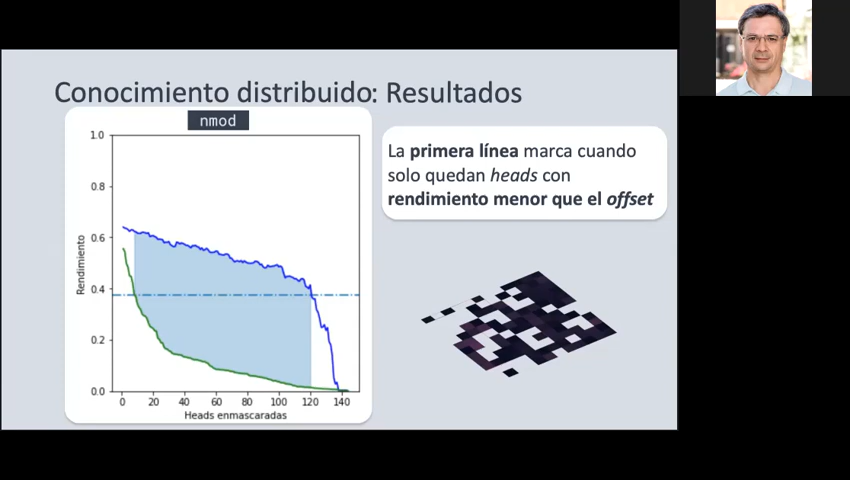 Conocimiento distribuido: Resultados
nmod
La primera línea marca cuando
solo quedan heads con
rendimiento menor que el offset
Rendimiento
1.0
0.8
0.6
0.4
0.2
0.0
0 20 40 60 80 100 120 140
Heads enmascaradas